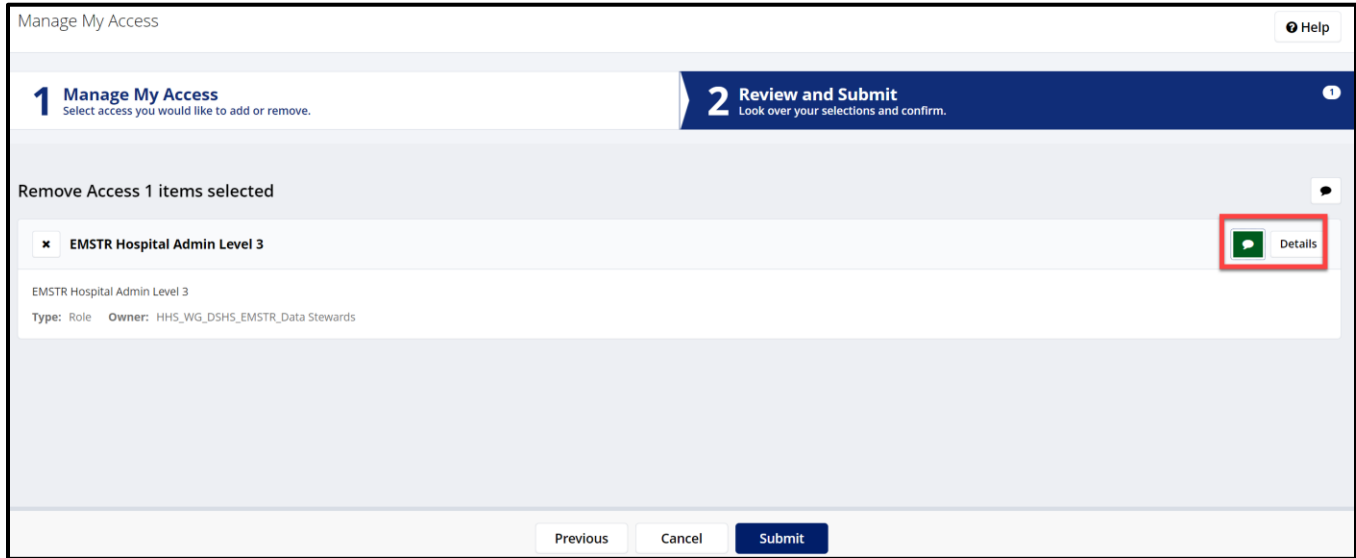 Manage My Access
Help
1 Manage My Access
Select access you would like to add or remove.
2 Review and Submit
Look over your selections and confirm.
1
Remove Access 1 items selected
EMSTR Hospital Admin Level 3
Details
EMSTR Hospital Admin Level 3
Type: Role Owner: HHS_WG_DSHS_EMSTR_Data Stewards
Previous Cancel Submit